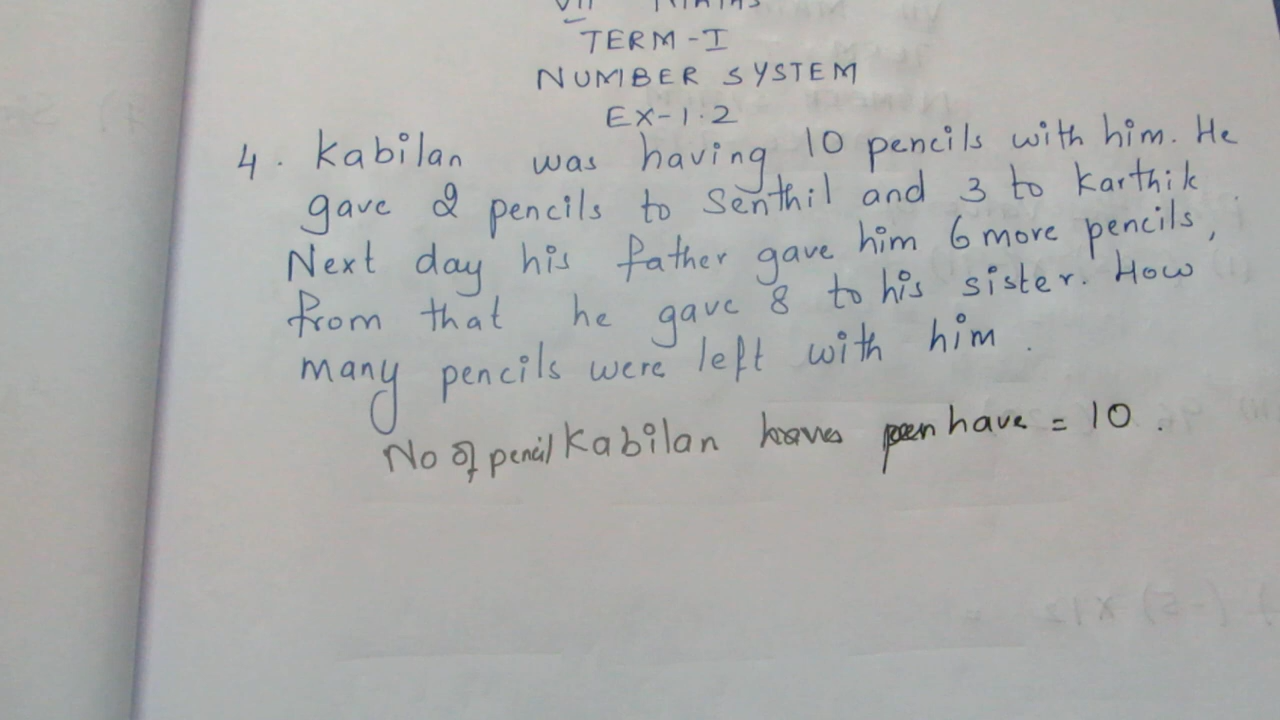 TERM-I
NUMBER SYSTEM
EX-1.2
4. Kabilan was having 10 pencils with him. He
gave 2 pencils to Senthil and 3 to Karthik.
Next day his father gave him 6 more pencils,
from that he gave 8 to his sister. How
many pencils were left with him.
No of pencil Kabilan have = 10.